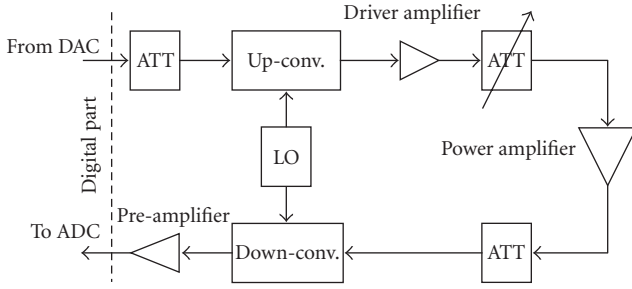 Driver amplifier
From DAC
ATT
Up-conv.
ATT
Digital part
LO
Power amplifier
Pre-amplifier
To ADC
Down-conv.
ATT